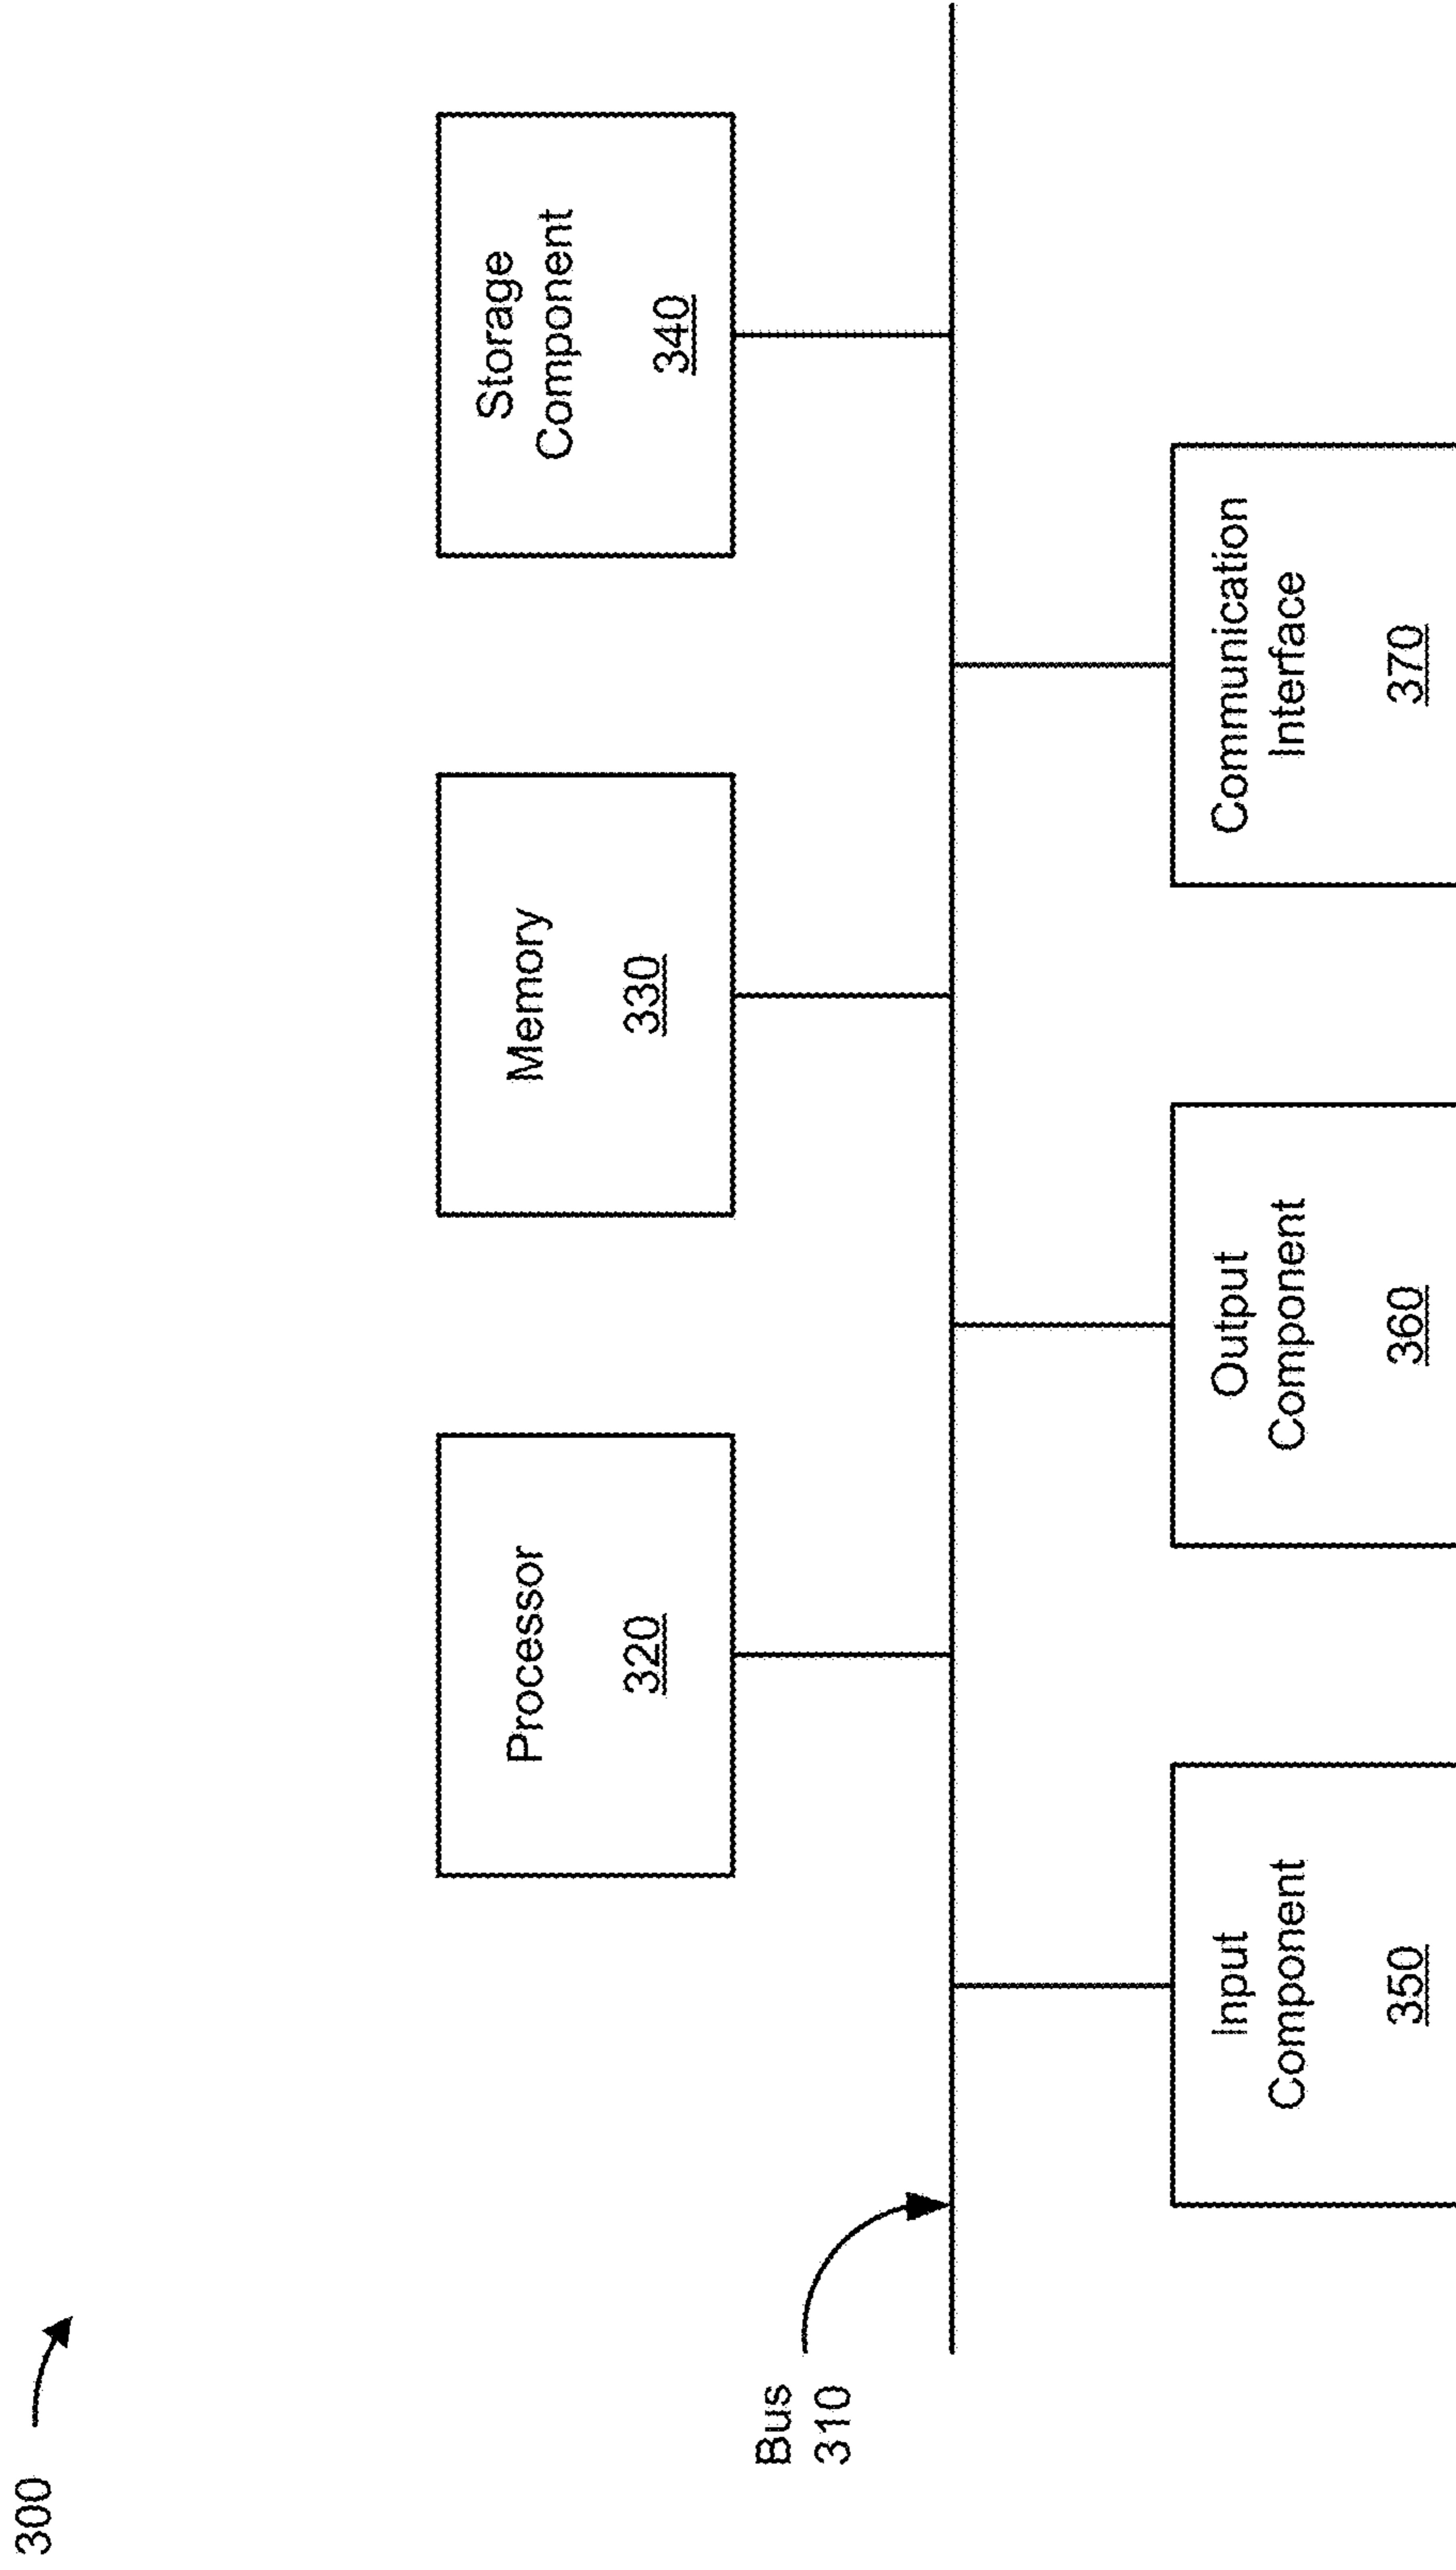 300
Processor
320
Memory
330
Storage
Component
340
Bus
310
Input
Component
350
Output
Component
360
Communication
Interface
370